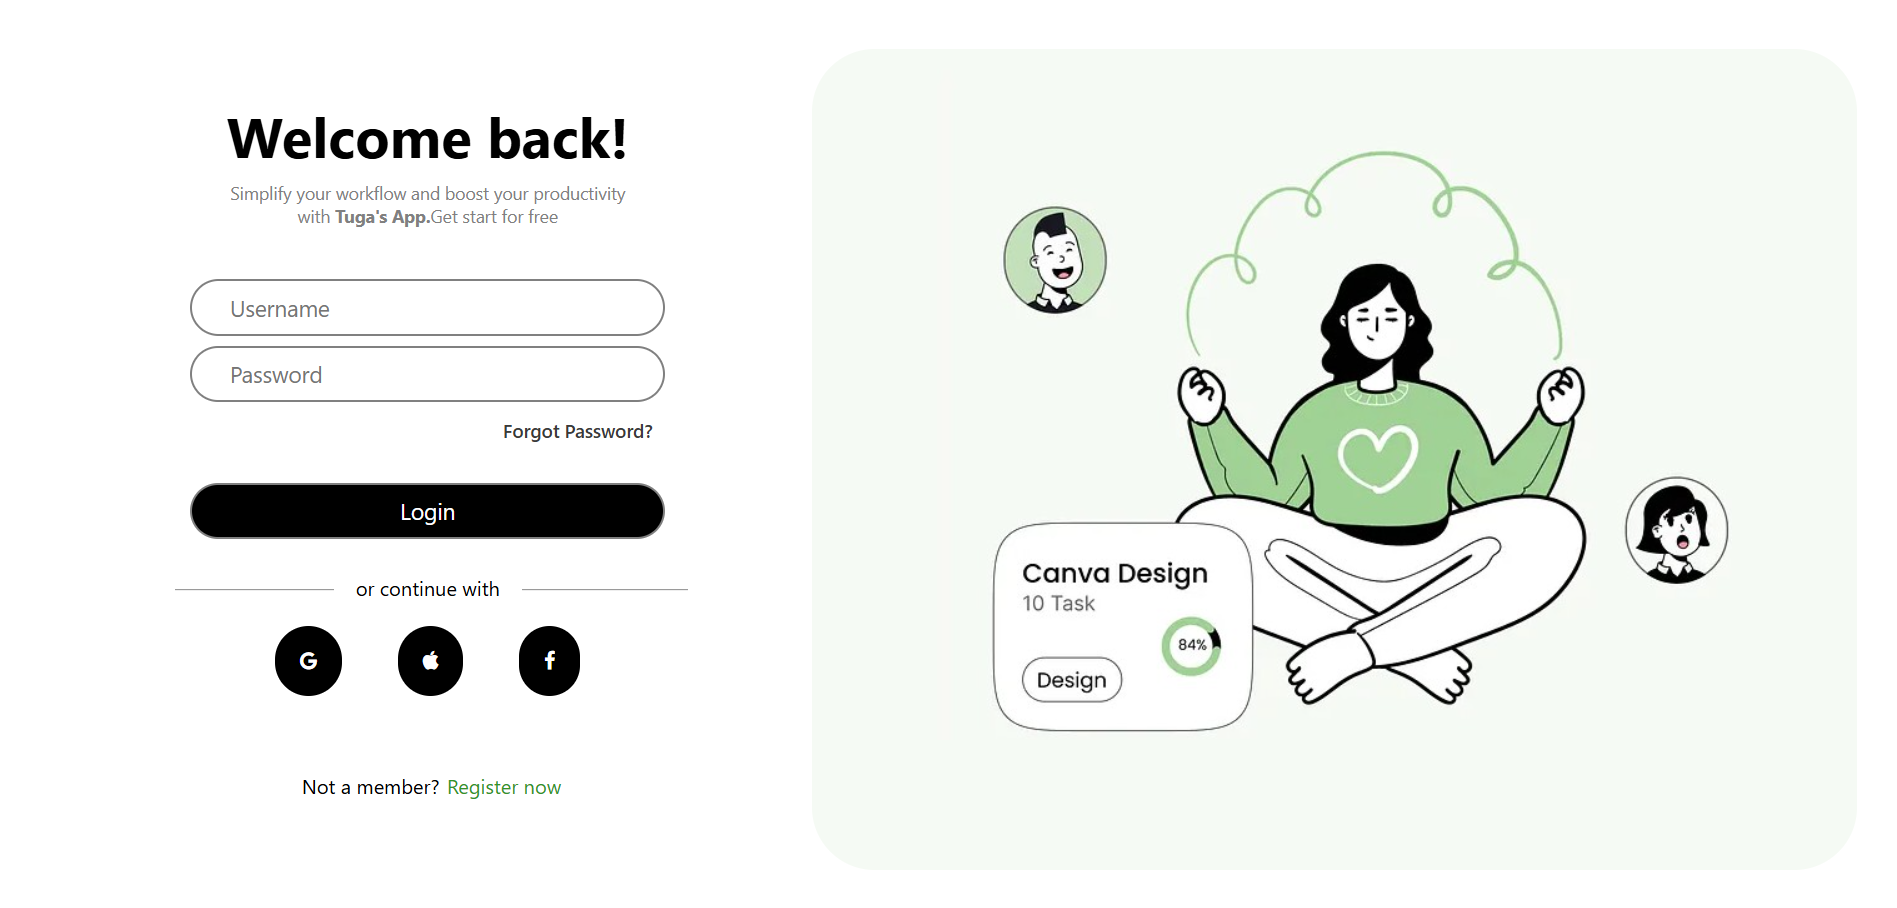 Welcome back!
Simplify your workflow and boost your productivity
with Tuga's App.Get start for free
Username
Password
Forgot Password?
Login
or continue with
G
f
Not a member? Register now
Canva Design
10 Task
84%
Design